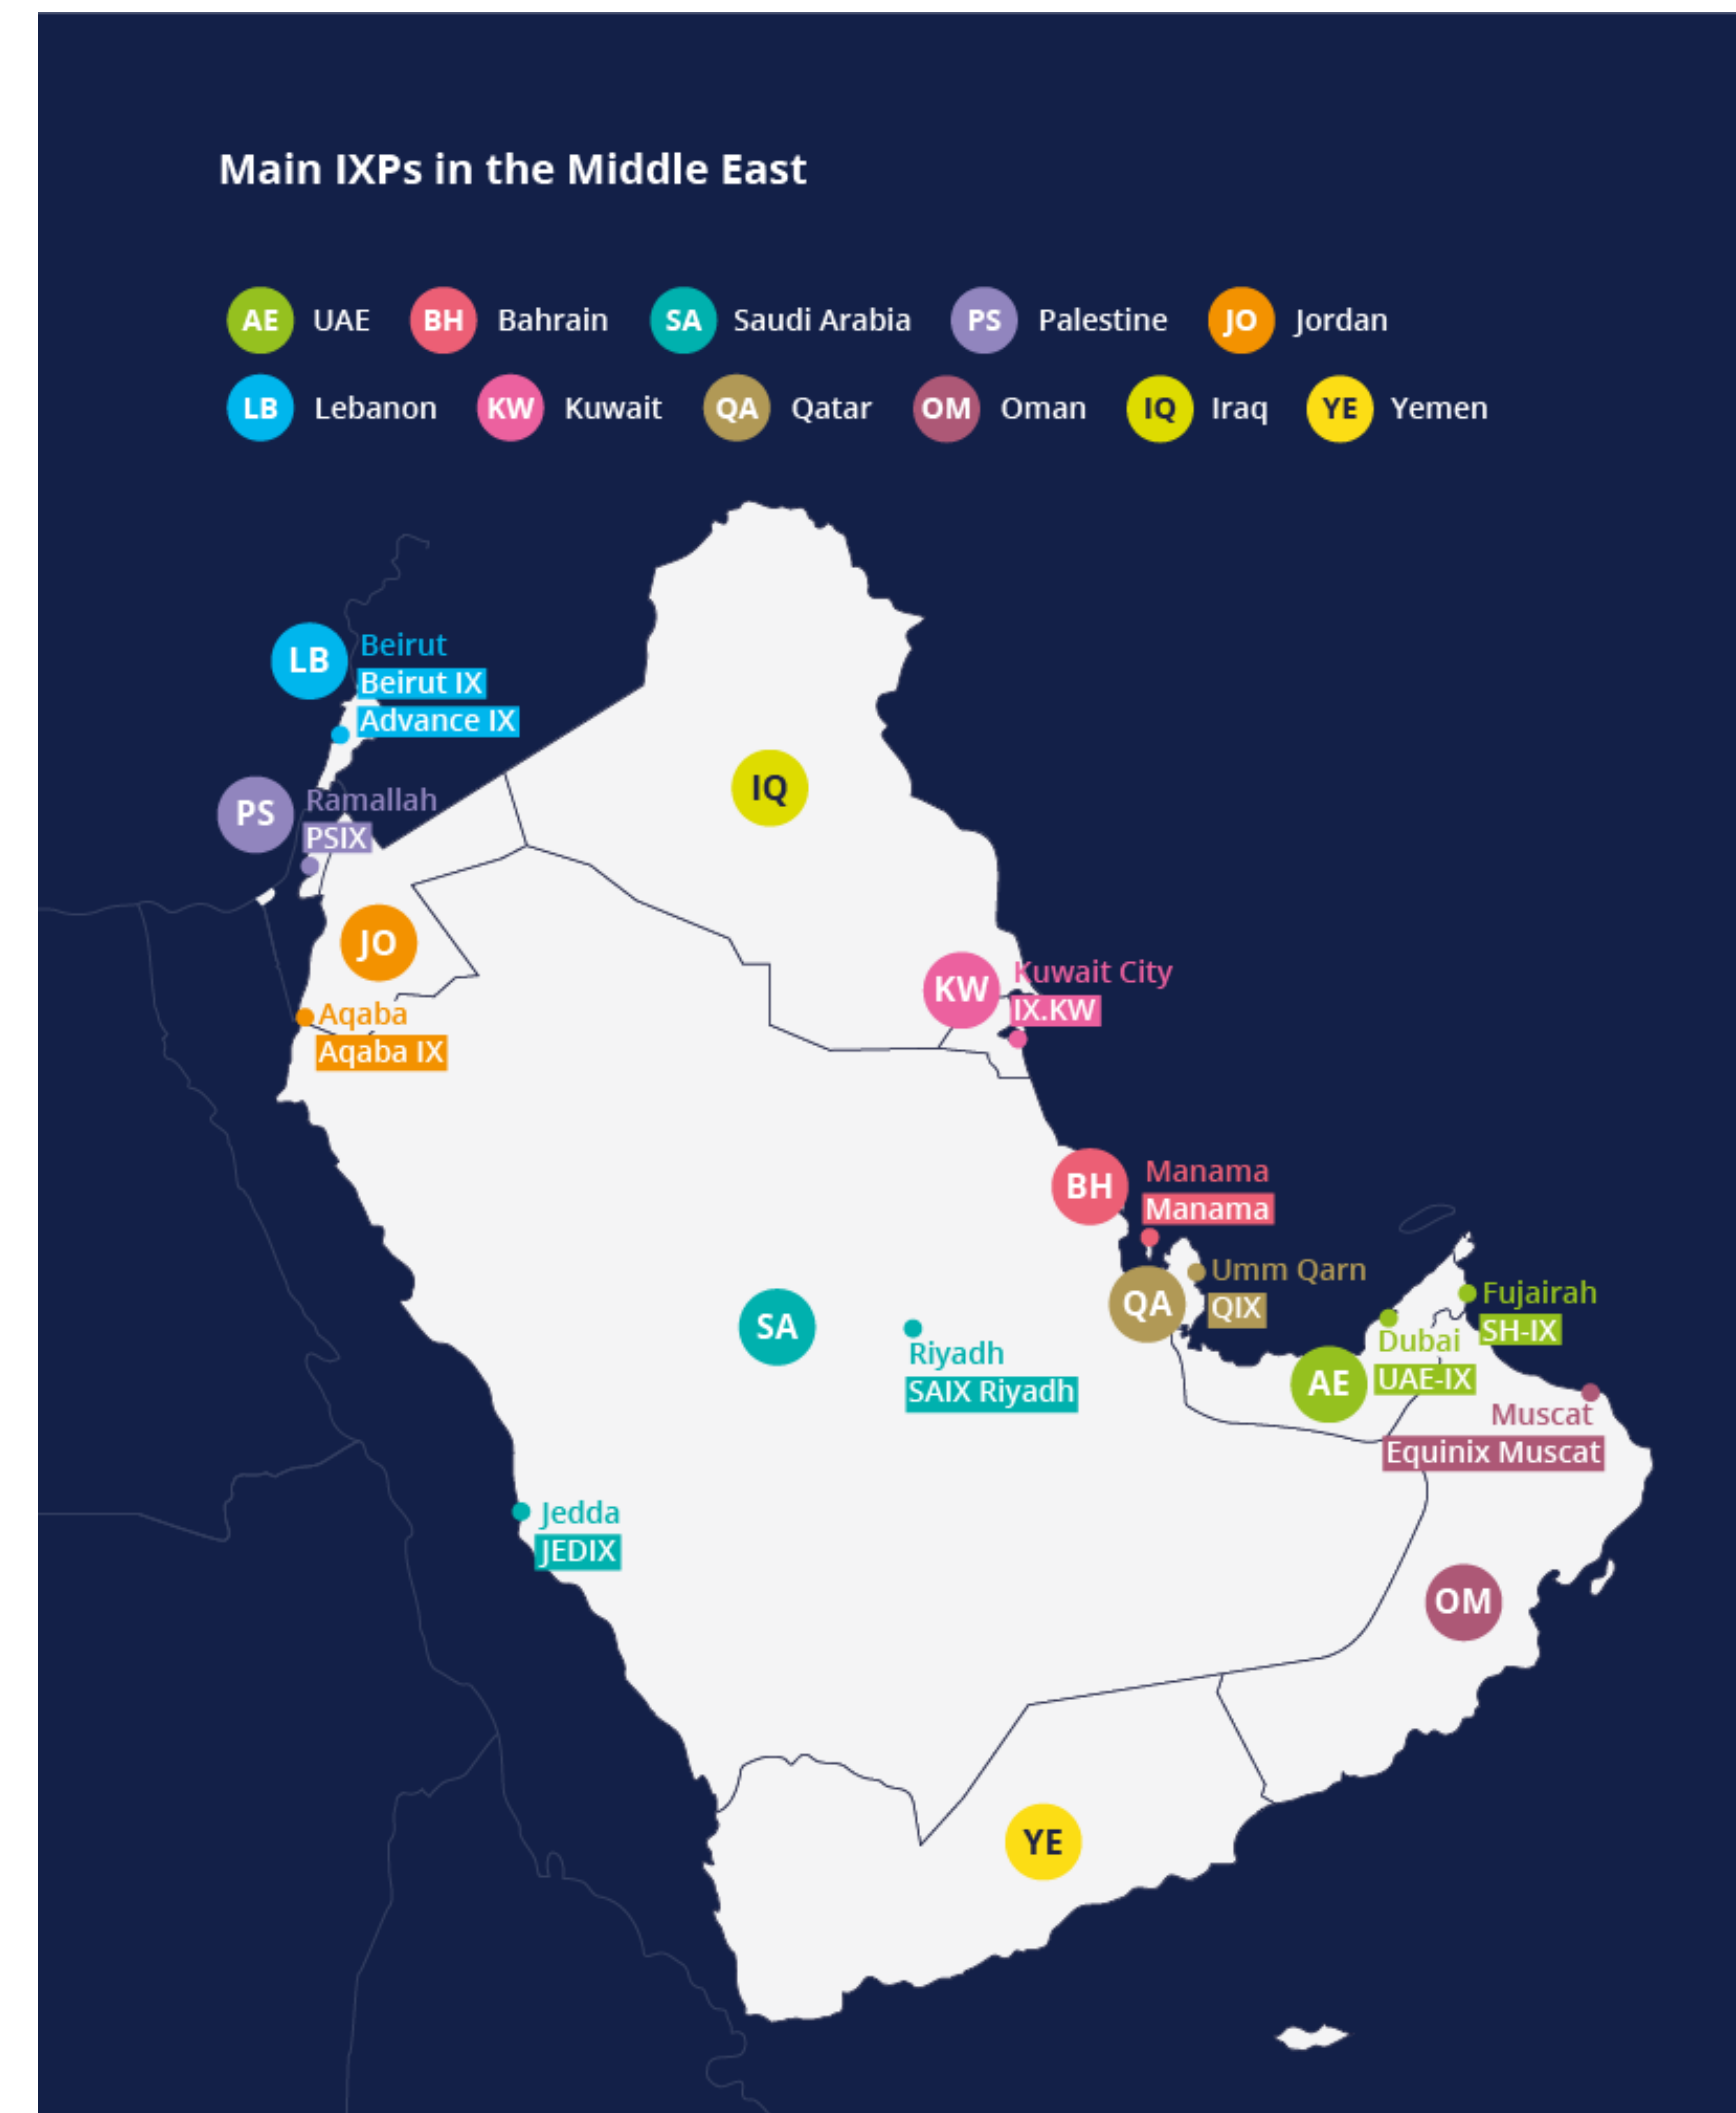 Main IXPs in the Middle East
AE UAE BH Bahrain SA Saudi Arabia PS Palestine JO Jordan
LB Lebanon KW Kuwait QA Qatar OM Oman IQ Iraq YE Yemen
LB
Beirut
Beirut IX
Advance IX
IQ
PS
Ramallah
PSIX
JO
Aqaba
Aqaba IX
KW
Kuwait City
IX.KW
BH
Manama
Manama
QA
Umm Qarn
QIX
SA
Riyadh
SAIX Riyadh
Fujairah
SH-IX
AE
Dubai
UAE-IX
Muscat
Equinix Muscat
Jedda
JEDIX
OM
YE